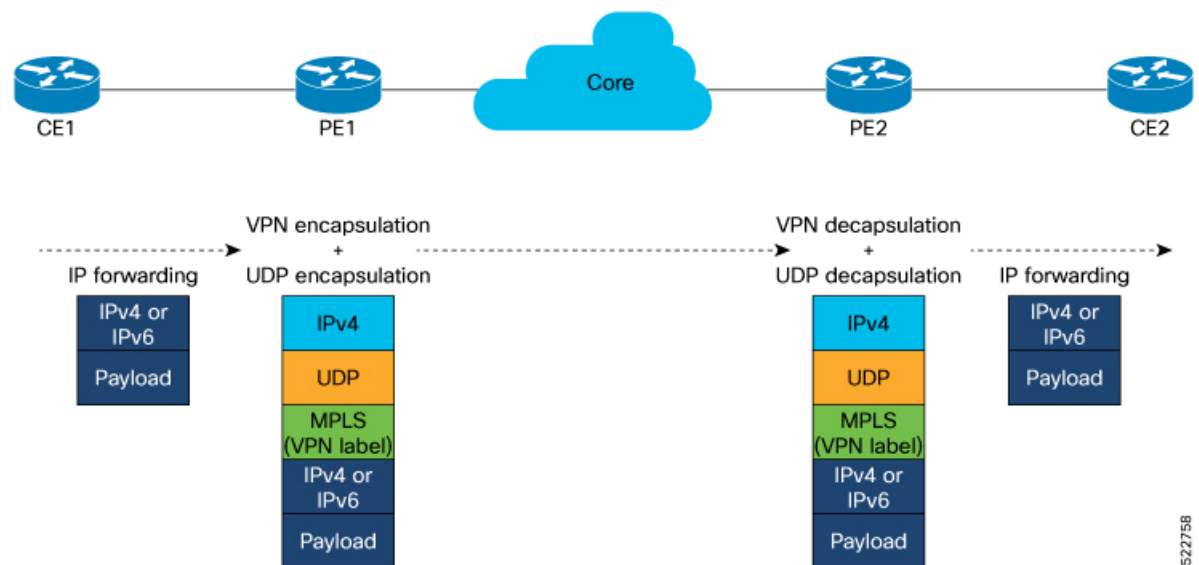 Core
CE1
PE1
PE2
CE2
VPN encapsulation
+
UDP encapsulation
VPN decapsulation
+
UDP decapsulation
IP forwarding
IP forwarding
IPv4 or
IPv6
Payload
IPv4
UDP
MPLS
(VPN label)
IPv4 or
IPv6
Payload
IPv4
UDP
MPLS
(VPN label)
IPv4 or
IPv6
Payload
IPv4 or
IPv6
Payload
522758